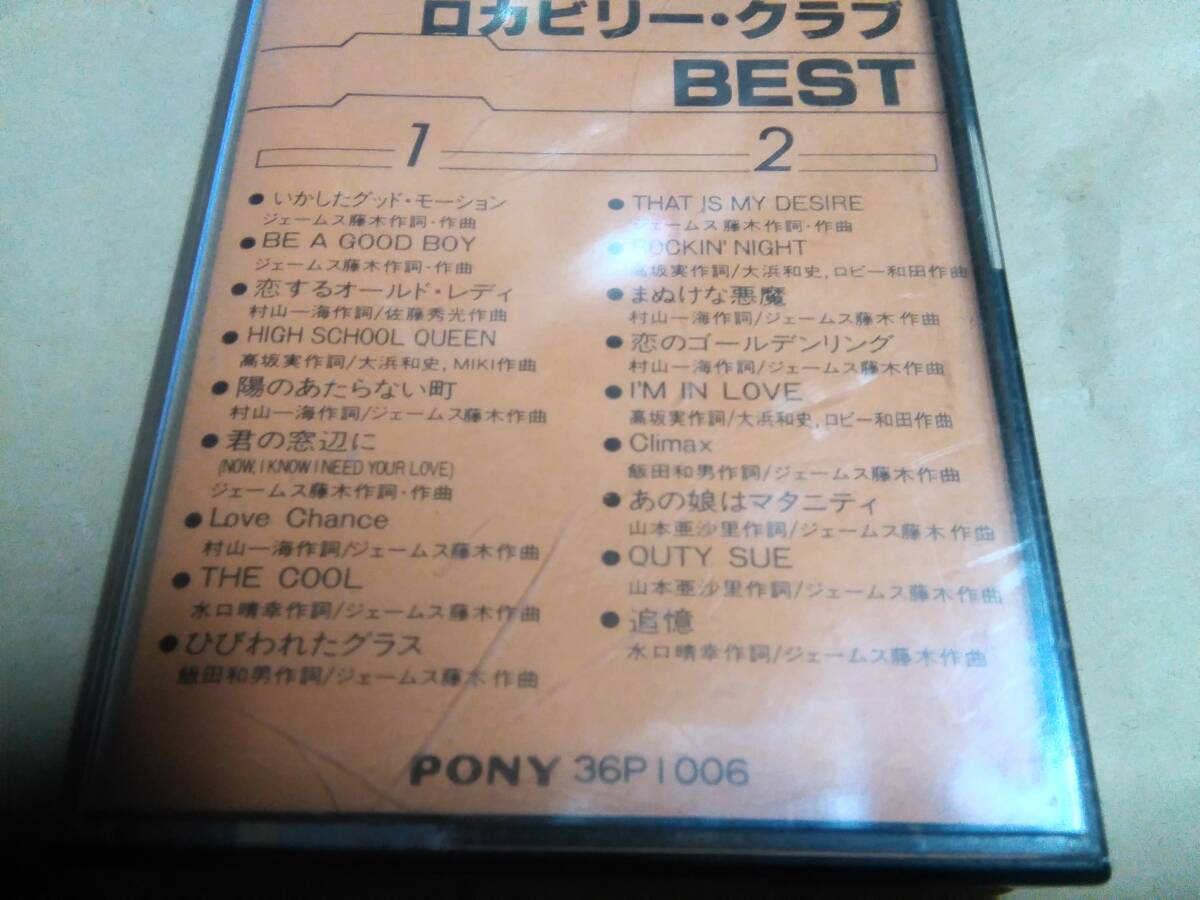 ロカビリー・クラブ
BEST
1
2
● いかしたグッド・モーション
ジェームス藤木作詞・作曲
● BE A GOOD BOY
ジェームス藤木作詞・作曲
● 恋するオールド・レディ
村山一海作詞/佐藤秀光作曲
● HIGH SCHOOL QUEEN
高坂実作詞/大浜和史, MIKI作曲
● 陽のあたらない町
村山一海作詞/ジェームス藤木作曲
● 君の窓辺に
(NOW, I KNOW I NEED YOUR LOVE)
ジェームス藤木作詞・作曲
● Love Chance
村山一海作詞/ジェームス藤木作曲
● THE COOL
水口晴幸作詞/ジェームス藤木作曲
● ひびわれたグラス
飯田和男作詞/ジェームス藤木作曲
● THAT IS MY DESIRE
ジェームス藤木作詞・作曲
● ROCKIN' NIGHT
高坂実作詞/大浜和史, ロビー和田作曲
● まぬけな悪魔
村山一海作詞/ジェームス藤木作曲
● 恋のゴールデンリング
村山一海作詞/ジェームス藤木作曲
● I'M IN LOVE
高坂実作詞/大浜和史, ロビー和田作曲
● Climax
飯田和男作詞/ジェームス藤木作曲
● あの娘はマタニティ
山本亜沙里作詞/ジェームス藤木作曲
● QUTY SUE
山本亜沙里作詞/ジェームス藤木作曲
● 追憶
水口晴幸作詞/ジェームス藤木作曲
PONY 36P1006